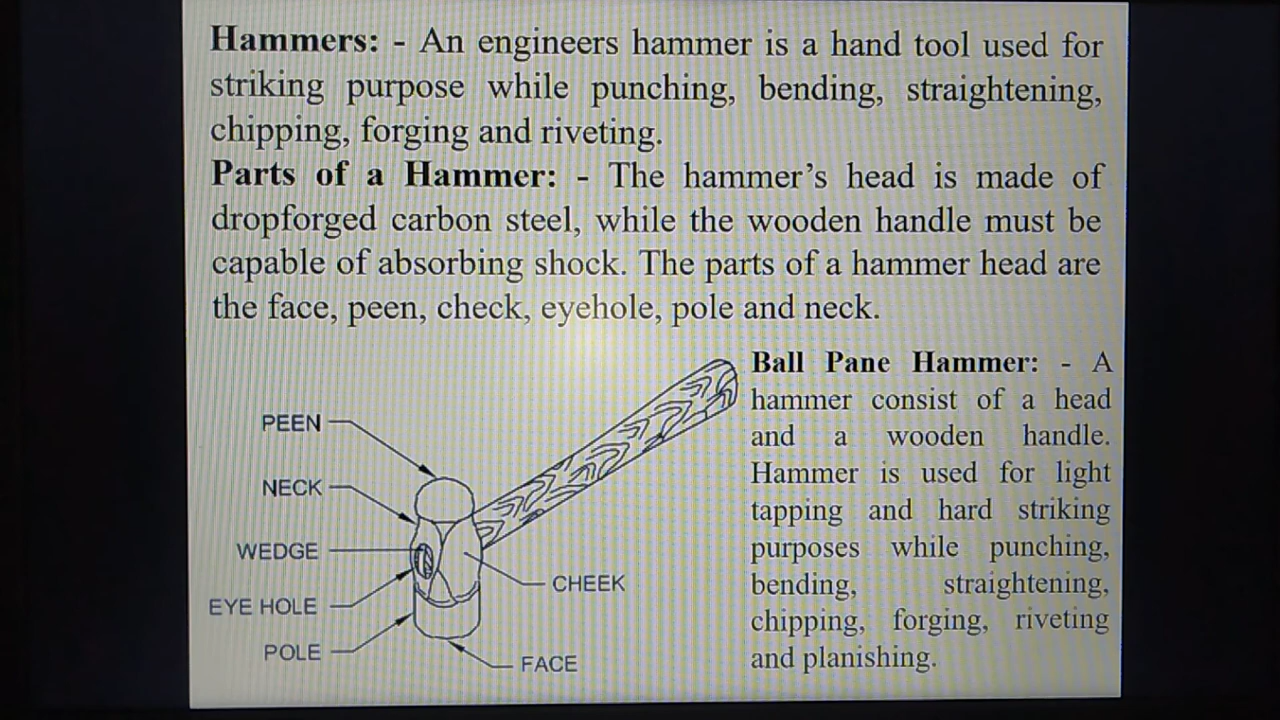 Hammers: - An engineers hammer is a hand tool used for
striking purpose while punching, bending, straightening,
chipping, forging and riveting.
Parts of a Hammer: - The hammer’s head is made of
dropforged carbon steel, while the wooden handle must be
capable of absorbing shock. The parts of a hammer head are
the face, peen, check, eyehole, pole and neck.
PEEN
NECK
WEDGE
EYE HOLE
POLE
CHEEK
FACE
Ball Pane Hammer: - A
hammer consist of a head
and a wooden handle.
Hammer is used for light
tapping and hard striking
purposes while punching,
bending, straightening,
chipping, forging, riveting
and planishing.